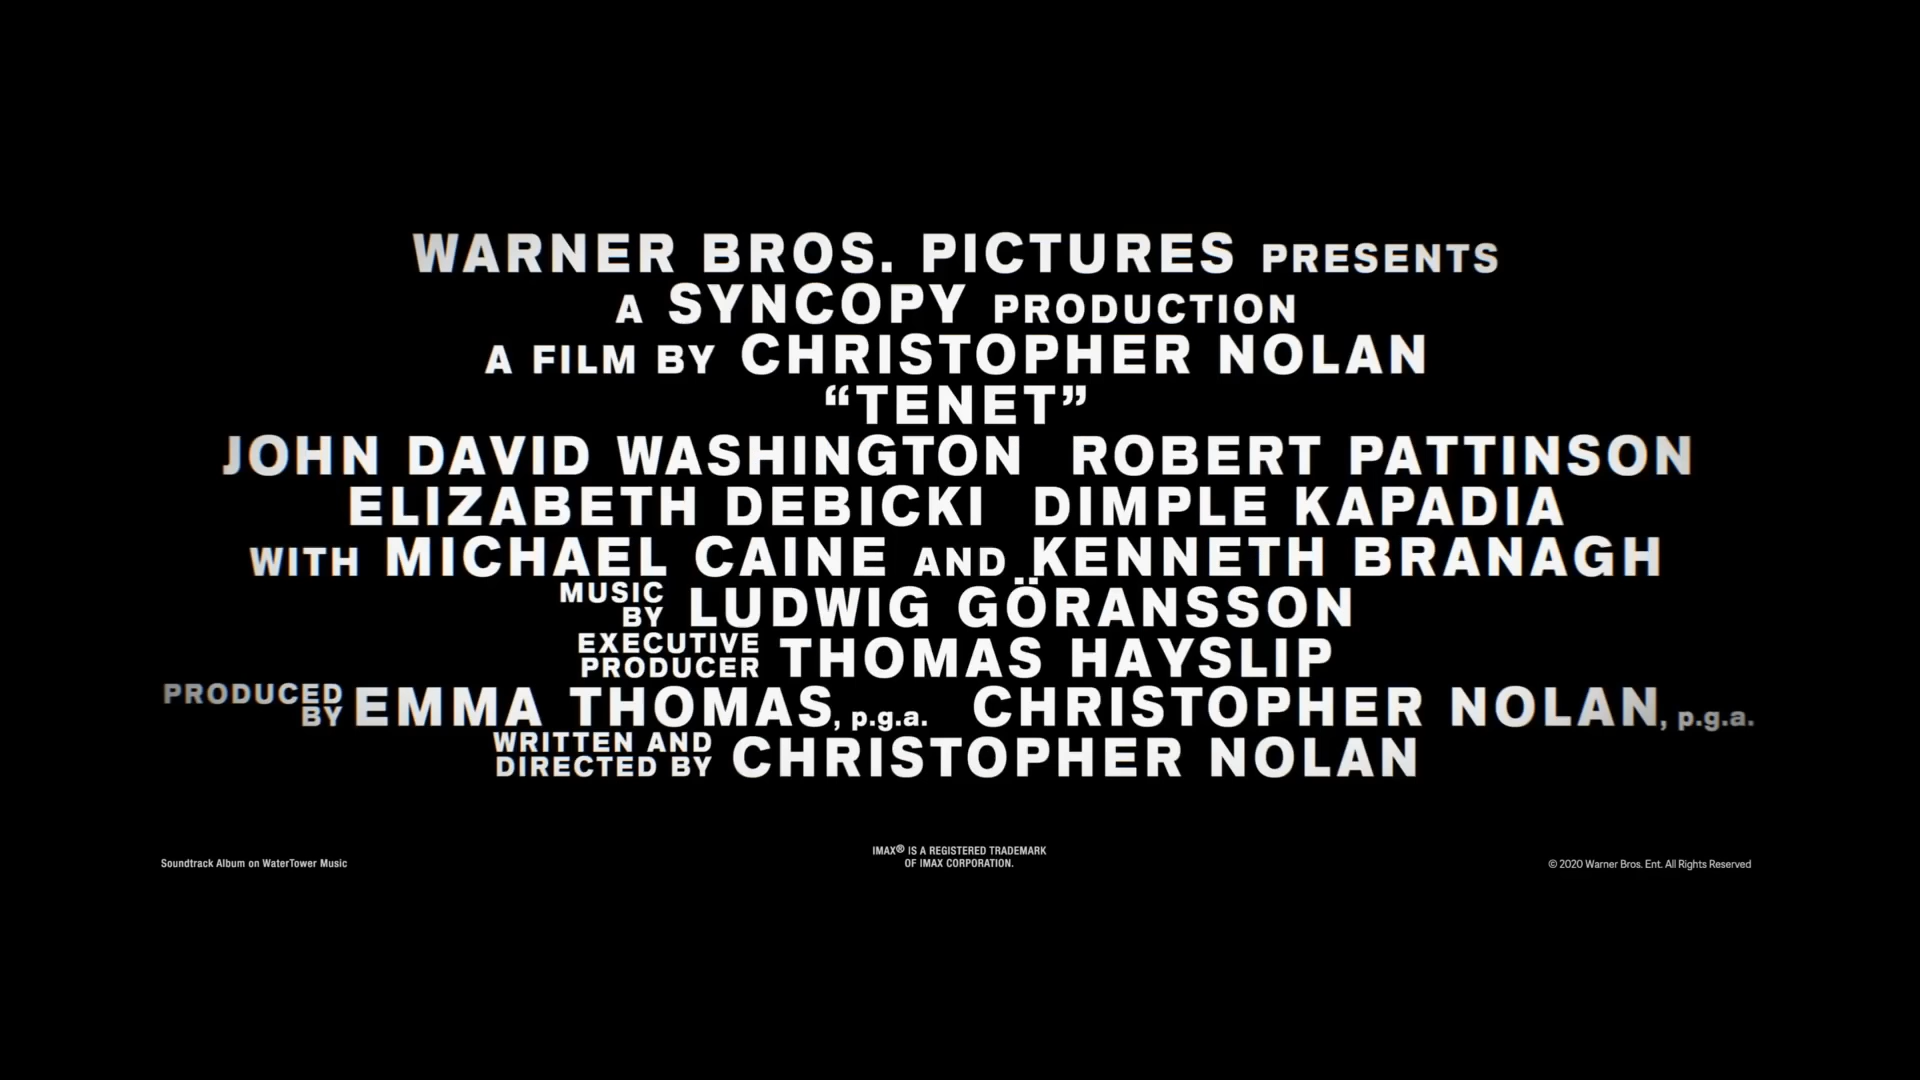 WARNER BROS. PICTURES PRESENTS
A SYNCOPY PRODUCTION
A FILM BY CHRISTOPHER NOLAN
“TENET”
JOHN DAVID WASHINGTON ROBERT PATTINSON
ELIZABETH DEBICKI DIMPLE KAPADIA
WITH MICHAEL CAINE AND KENNETH BRANAGH
MUSIC BY LUDWIG GÖRANSSON
EXECUTIVE PRODUCER THOMAS HAYSLIP
PRODUCED BY EMMA THOMAS, p.g.a. CHRISTOPHER NOLAN, p.g.a.
WRITTEN AND DIRECTED BY CHRISTOPHER NOLAN
Soundtrack Album on WaterTower Music
IMAX® IS A REGISTERED TRADEMARK
OF IMAX CORPORATION.
© 2020 Warner Bros. Ent. All Rights Reserved